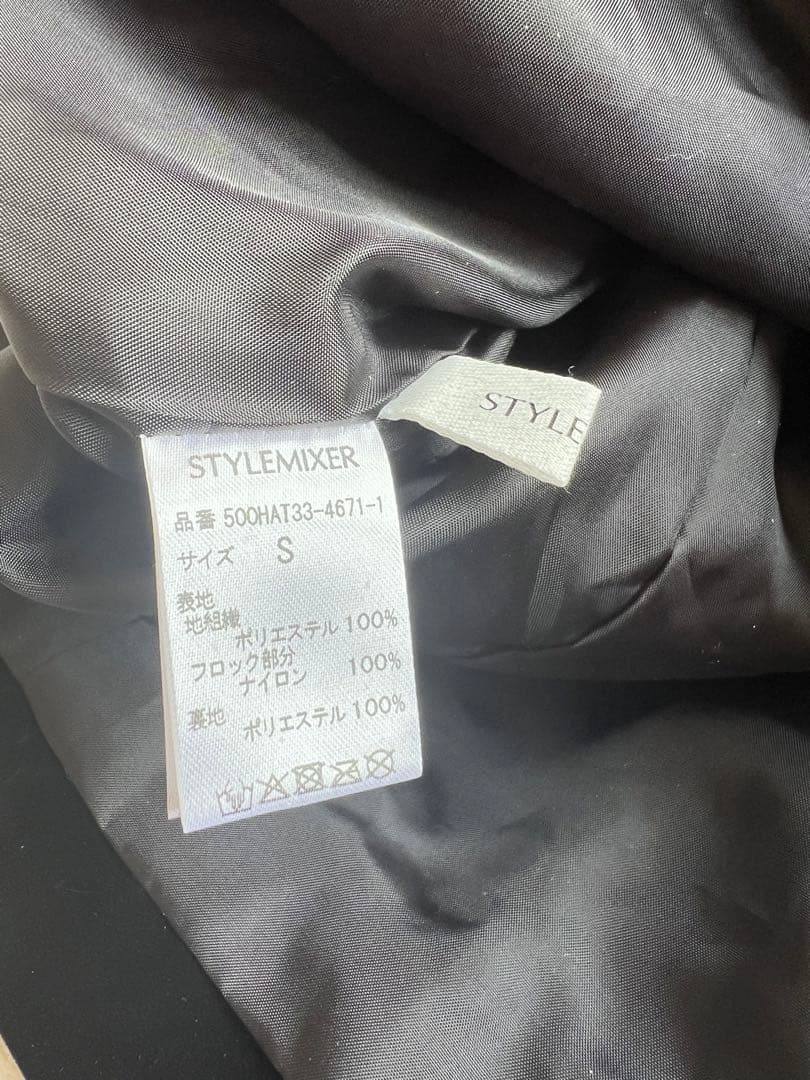 STYLE
STYLEMIXER
品番 500HAT33-4671-1
サイズ S
表地
地組織
ポリエステル 100%
フロック部分
ナイロン 100%
裏地
ポリエステル 100%